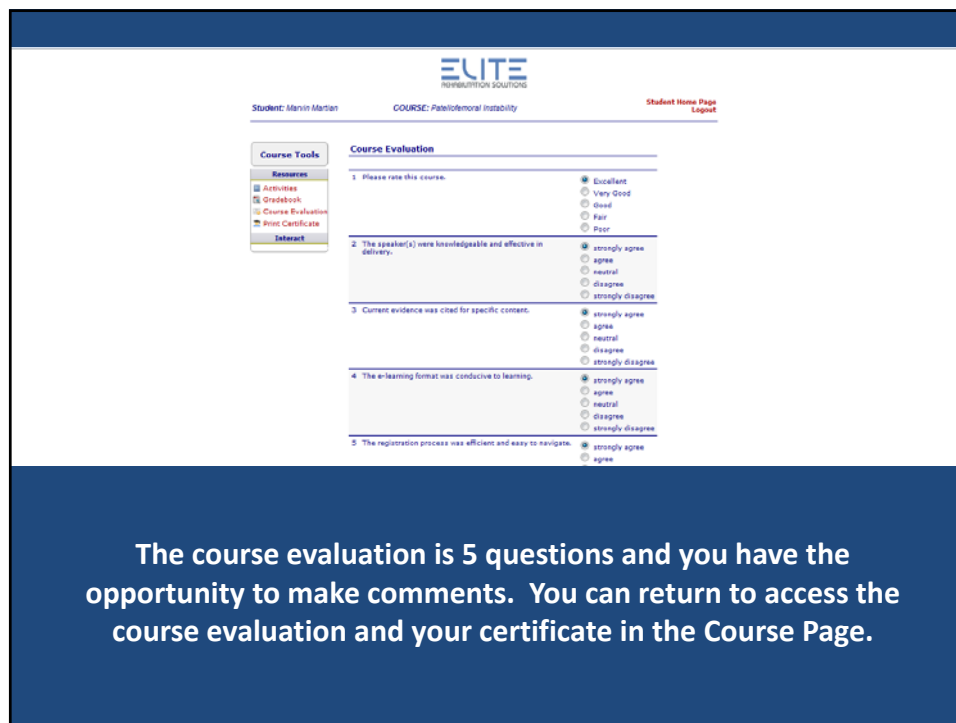 ELITE
REHABILITATION SOLUTIONS
Student: Marvin Martian COURSE: Patellofemoral Instability Student Home Page
Logout
Course Tools
Resources
Activities
Gradebook
Course Evaluation
Print Certificate
Interact
Course Evaluation
1 Please rate this course.
Excellent
Very Good
Good
Fair
Poor
2 The speaker(s) were knowledgeable and effective in
delivery.
strongly agree
agree
neutral
disagree
strongly disagree
3 Current evidence was cited for specific content.
strongly agree
agree
neutral
disagree
strongly disagree
4 The e-learning format was conducive to learning.
strongly agree
agree
neutral
disagree
strongly disagree
5 The registration process was efficient and easy to navigate.
strongly agree
agree
The course evaluation is 5 questions and you have the
opportunity to make comments. You can return to access the
course evaluation and your certificate in the Course Page.